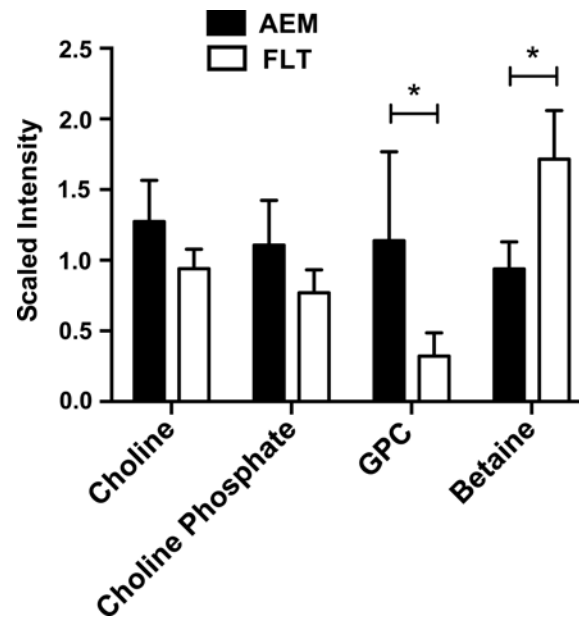 AEM
FLT
2.5
2.0
1.5
1.0
0.5
0.0
Scaled Intensity
*
*
Choline
Choline Phosphate
GPC
Betaine